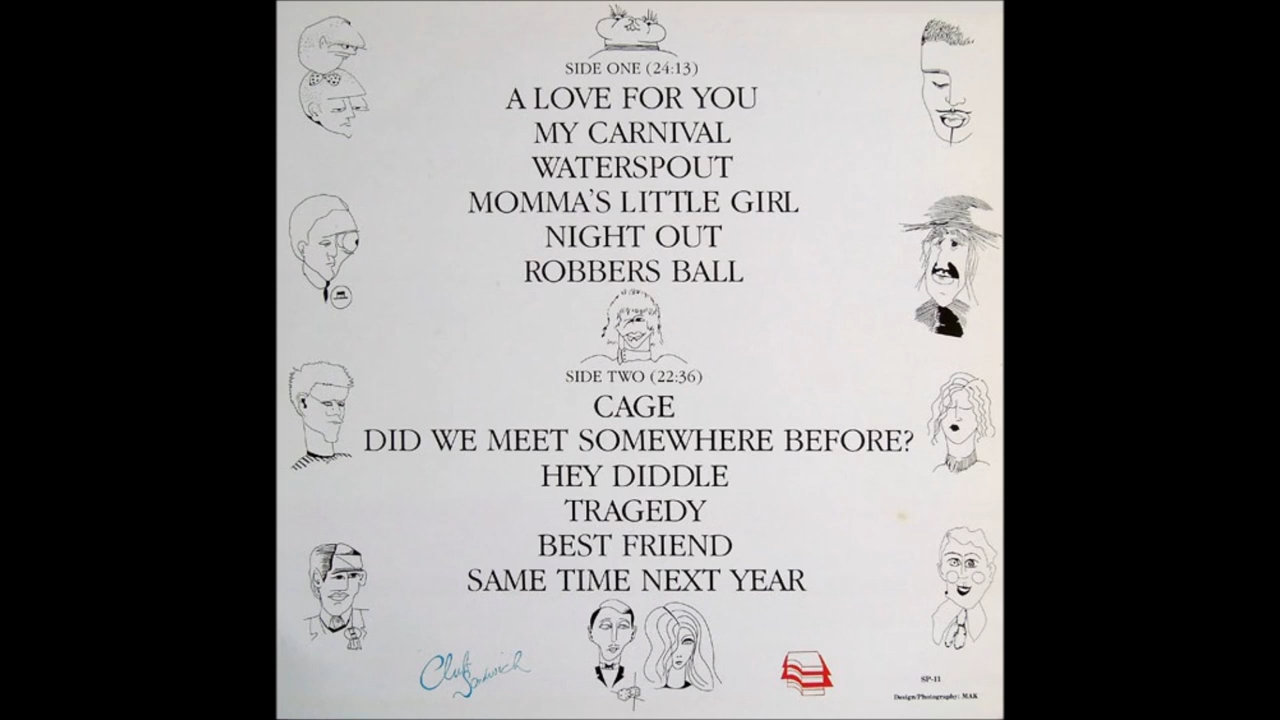 SIDE ONE (24:13)
A LOVE FOR YOU
MY CARNIVAL
WATERSPOUT
MOMMA'S LITTLE GIRL
NIGHT OUT
ROBBERS BALL
SIDE TWO (22:36)
CAGE
DID WE MEET SOMEWHERE BEFORE?
HEY DIDDLE
TRAGEDY
BEST FRIEND
SAME TIME NEXT YEAR
Club Sandwich
SP-11
Design/Photography: MAK